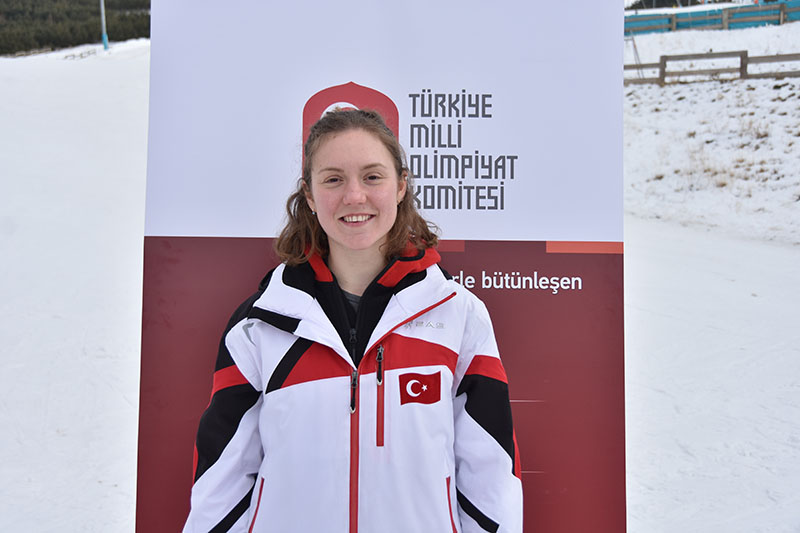 TÜRKİYE
MİLLİ
OLİMPİYAT
KOMİTESİ
rle bütünleşen